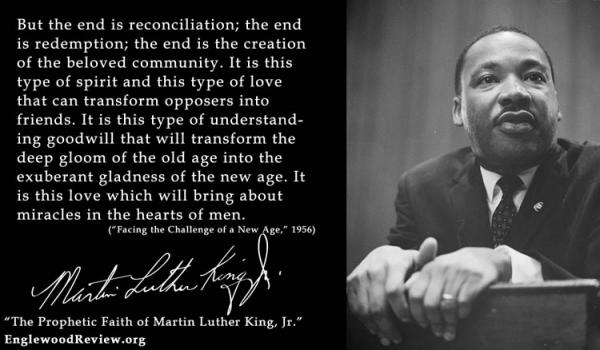 But the end is reconciliation; the end
is redemption; the end is the creation
of the beloved community. It is this
type of spirit and this type of love
that can transform opposers into
friends. It is this type of understand-
ing goodwill that will transform the
deep gloom of the old age into the
exuberant gladness of the new age. It
is this love which will bring about
miracles in the hearts of men.
("Facing the Challenge of a New Age," 1956)
Martin Luther King, Jr.
"The Prophetic Faith of Martin Luther King, Jr."
EnglewoodReview.org